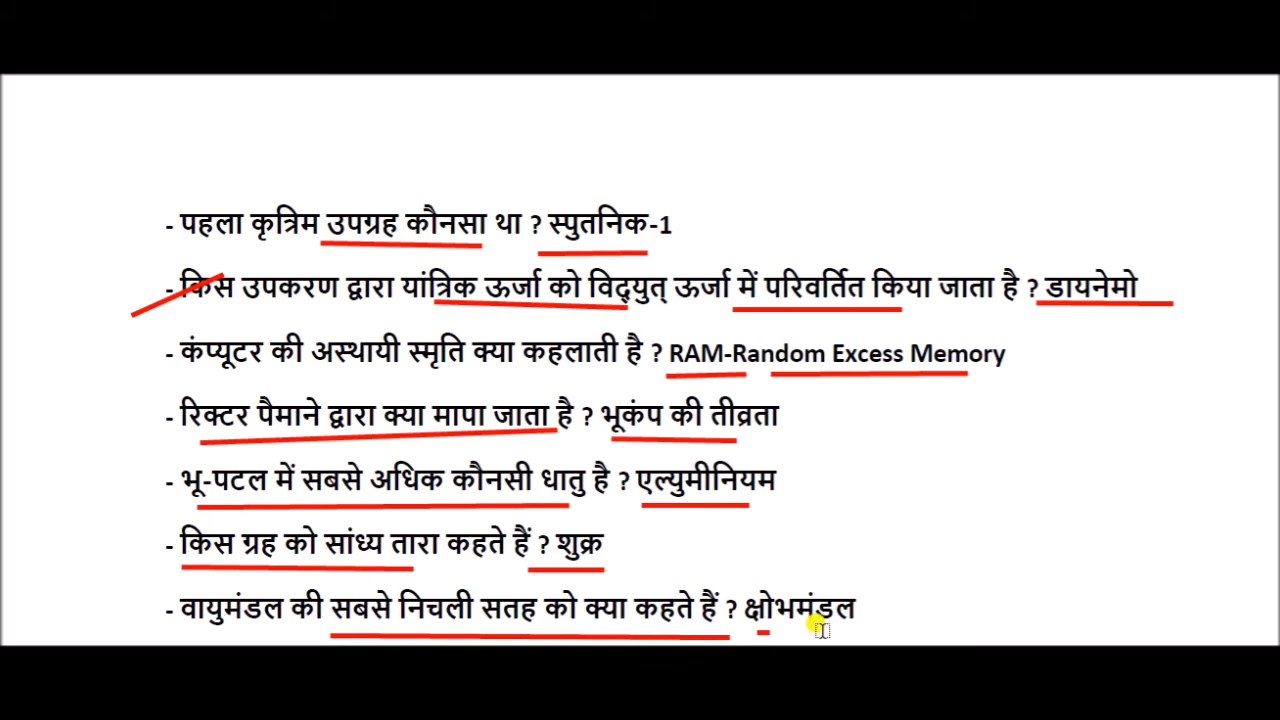 - पहला कृत्रिम उपग्रह कौनसा था ? स्पुतनिक-1
- किस उपकरण द्वारा यांत्रिक ऊर्जा को विद्युत् ऊर्जा में परिवर्तित किया जाता है ? डायनेमो
- कंप्यूटर की अस्थायी स्मृति क्या कहलाती है ? RAM-Random Excess Memory
- रिक्टर पैमाने द्वारा क्या मापा जाता है ? भूकंप की तीव्रता
- भू-पटल में सबसे अधिक कौनसी धातु है ? एल्युमीनियम
- किस ग्रह को सांध्य तारा कहते हैं ? शुक्र
- वायुमंडल की सबसे निचली सतह को क्या कहते हैं ? क्षोभमंडल